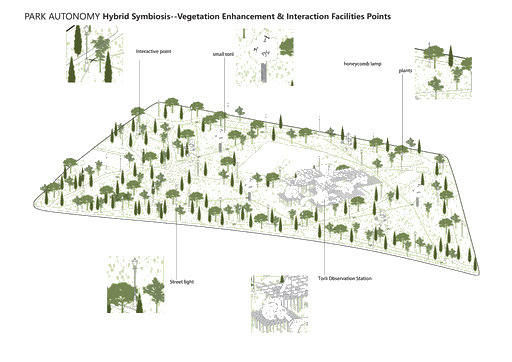 PARK AUTONOMY Hybrid Symbiosis--Vegetation Enhancement & Interaction Facilities Points
Interactive point
small torii
honeycomb lamp
plants
Street light
Torii Observation Station